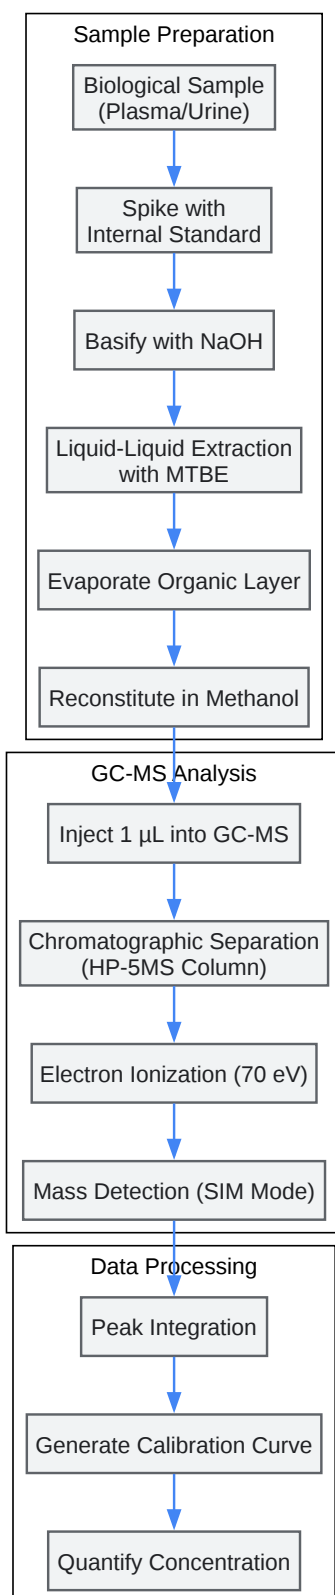 Sample Preparation
Biological Sample
(Plasma/Urine)
Spike with
Internal Standard
Basify with NaOH
Liquid-Liquid Extraction
with MTBE
Evaporate Organic Layer
Reconstitute in Methanol
GC-MS Analysis
Inject 1 µL into GC-MS
Chromatographic Separation
(HP-5MS Column)
Electron Ionization (70 eV)
Mass Detection (SIM Mode)
Data Processing
Peak Integration
Generate Calibration Curve
Quantify Concentration